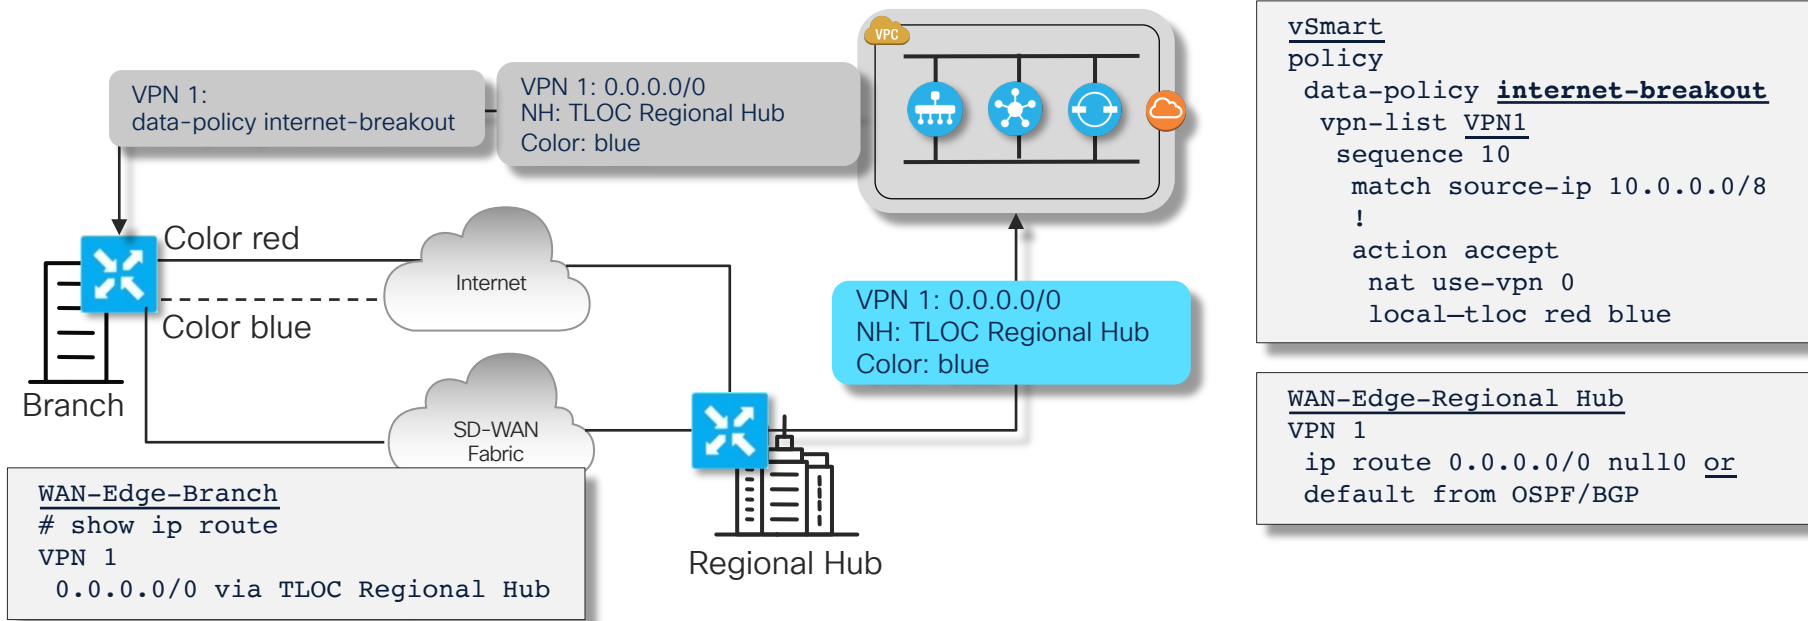 VPC
VPN 1:
data-policy internet-breakout
VPN 1: 0.0.0.0/0
NH: TLOC Regional Hub
Color: blue
Color red
Internet
Color blue
VPN 1: 0.0.0.0/0
NH: TLOC Regional Hub
Color: blue
Branch
SD-WAN
Fabric
Regional Hub
WAN-Edge-Branch
# show ip route
VPN 1
0.0.0.0/0 via TLOC Regional Hub
vSmart
policy
data-policy internet-breakout
vpn-list VPN1
sequence 10
match source-ip 10.0.0.0/8
!
action accept
nat use-vpn 0
local–tloc red blue
WAN-Edge-Regional Hub
VPN 1
ip route 0.0.0.0/0 null0 or
default from OSPF/BGP